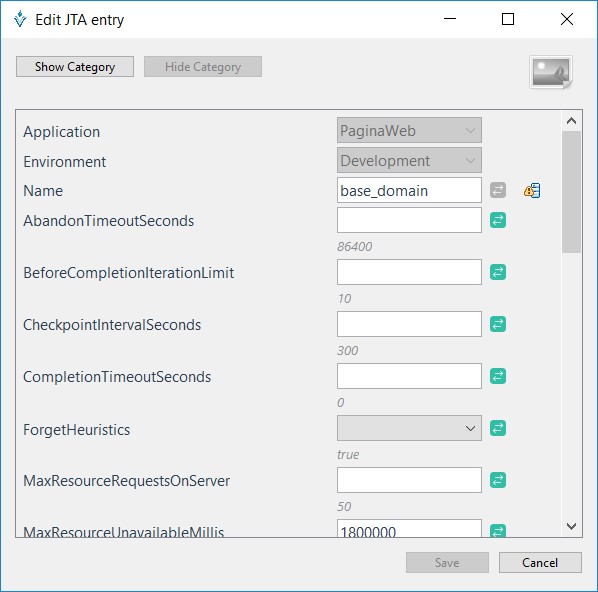 Edit JTA entry
Show Category
Hide Category
Application PaginaWeb
Environment Development
Name base_domain
AbandonTimeoutSeconds
86400
BeforeCompletionIterationLimit
10
CheckpointIntervalSeconds
300
CompletionTimeoutSeconds
0
ForgetHeuristics
true
MaxResourceRequestsOnServer
50
MaxResourceUnavailableMillis 1800000
Save
Cancel